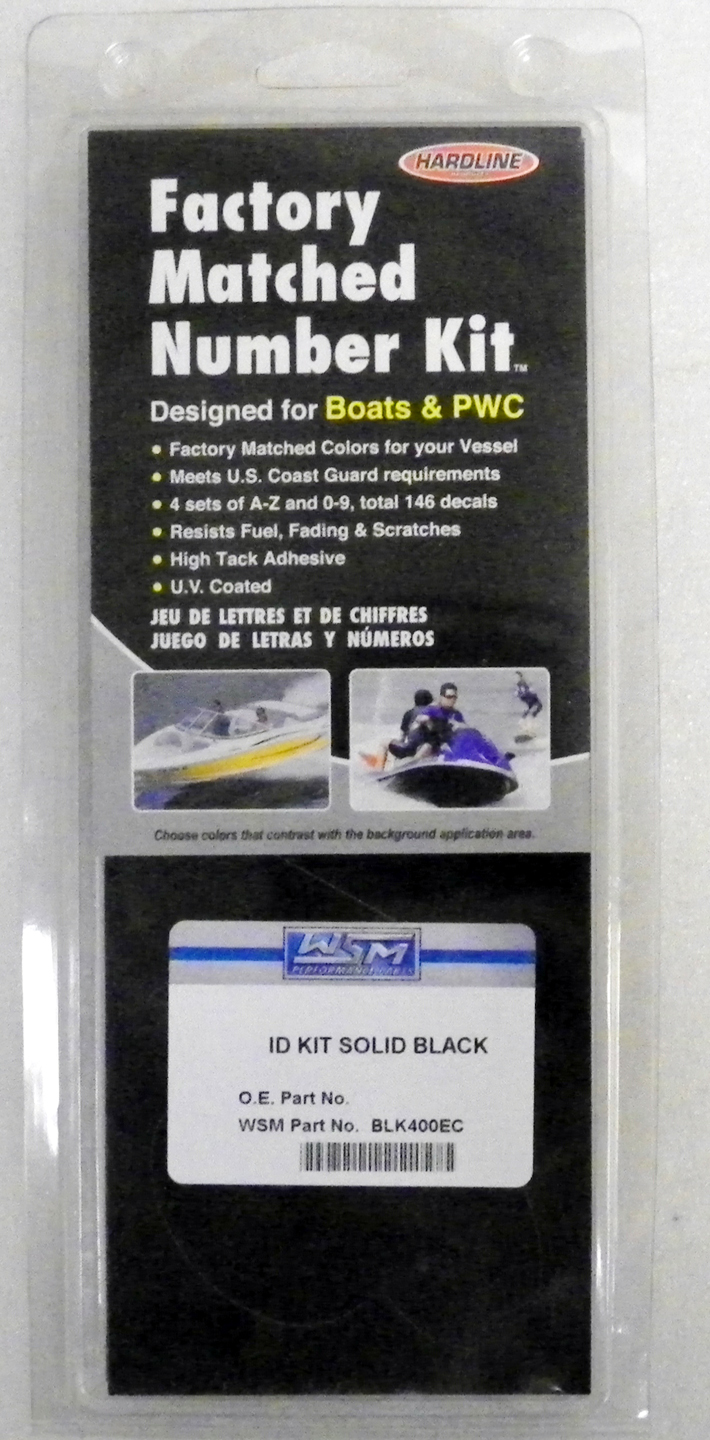 HARDLINE
Factory
Matched
Number Kit™
Designed for Boats & PWC
• Factory Matched Colors for your Vessel
• Meets U.S. Coast Guard requirements
• 4 sets of A-Z and 0-9, total 146 decals
• Resists Fuel, Fading & Scratches
• High Tack Adhesive
• U.V. Coated
JEU DE LETTRES ET DE CHIFFRES
JUEGO DE LETRAS Y NÚMEROS
Choose colors that contrast with the background application area.
WSM
PERFORMANCE PARTS
ID KIT SOLID BLACK
O.E. Part No.
WSM Part No. BLK400EC